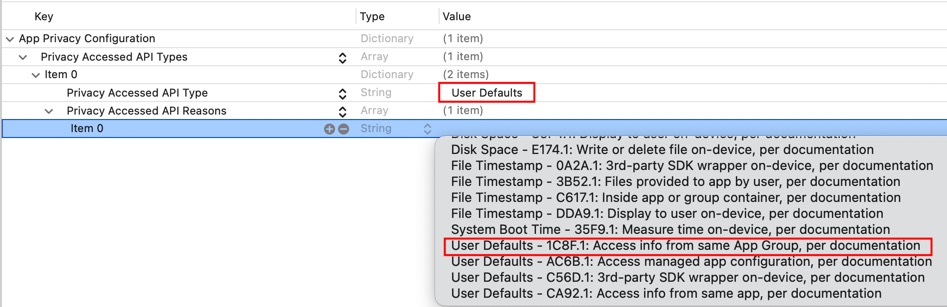 Key Type Value
App Privacy Configuration Dictionary (1 item)
Privacy Accessed API Types Array (1 item)
Item 0 Dictionary (2 items)
Privacy Accessed API Type String User Defaults
Privacy Accessed API Reasons Array (1 item)
Item 0 String
Display to user on-device, per documentation
Disk Space - E174.1: Write or delete file on-device, per documentation
File Timestamp - 0A2A.1: 3rd-party SDK wrapper on-device, per documentation
File Timestamp - 3B52.1: Files provided to app by user, per documentation
File Timestamp - C617.1: Inside app or group container, per documentation
File Timestamp - DDA9.1: Display to user on-device, per documentation
System Boot Time - 35F9.1: Measure time on-device, per documentation
User Defaults - 1C8F.1: Access info from same App Group, per documentation
User Defaults - AC6B.1: Access managed app configuration, per documentation
User Defaults - C56D.1: 3rd-party SDK wrapper on-device, per documentation
User Defaults - CA92.1: Access info from same app, per documentation